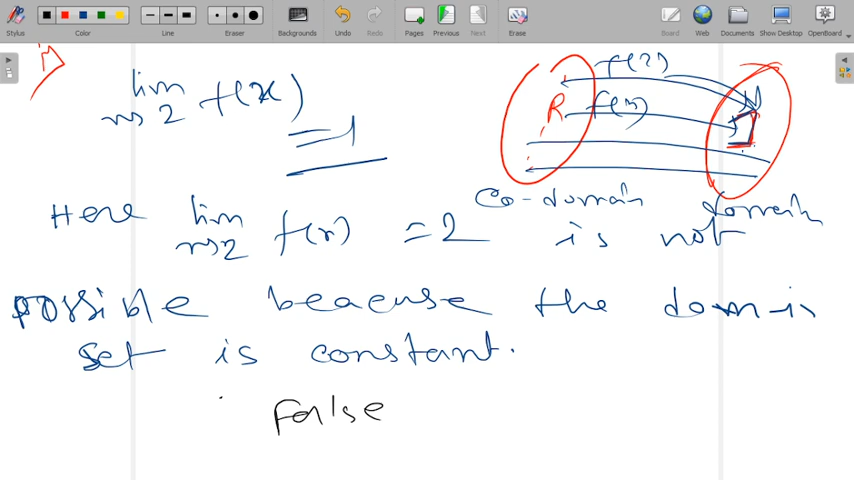 Stylus
Color
Line
Eraser
Backgrounds
Undo
Redo
Pages
Previous
Next
Erase
Board
Web
Documents
Show Desktop
OpenBoard
lim f(x)
x→2
= 1
f(x)
R f(x)
Co-domain domain
Here lim f(x) = 2 is not
x→2
possible beacuse the domain
set is constant.
False